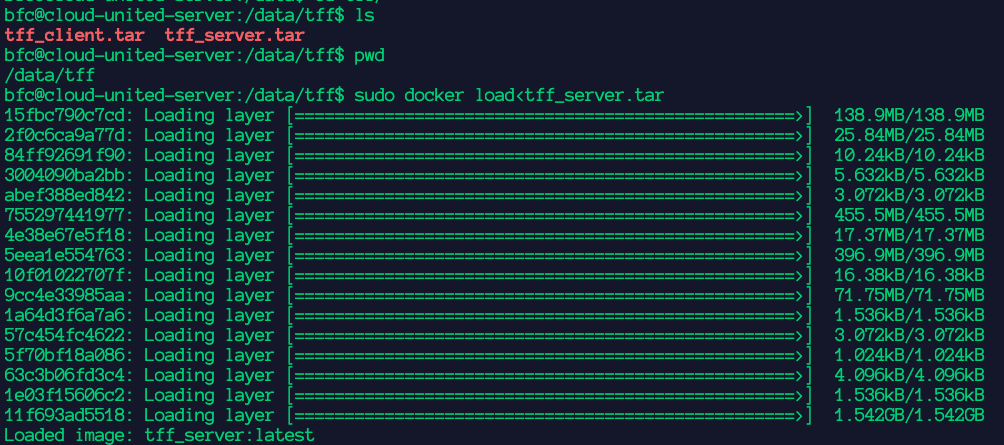 bfc@cloud-united-server:/data/tff$ ls
tff_client.tar  tff_server.tar
bfc@cloud-united-server:/data/tff$ pwd
/data/tff
bfc@cloud-united-server:/data/tff$ sudo docker load<tff_server.tar
15fbc790c7cd: Loading layer [==================================================>]  138.9MB/138.9MB
2f0c6ca9a77d: Loading layer [==================================================>]  25.84MB/25.84MB
84ff92691f90: Loading layer [==================================================>]  10.24kB/10.24kB
3004090ba2bb: Loading layer [==================================================>]  5.632kB/5.632kB
abef388ed842: Loading layer [==================================================>]  3.072kB/3.072kB
755297441977: Loading layer [==================================================>]  455.5MB/455.5MB
4e38e67e5f18: Loading layer [==================================================>]  17.37MB/17.37MB
5eea1e554763: Loading layer [==================================================>]  396.9MB/396.9MB
10f01022707f: Loading layer [==================================================>]  16.38kB/16.38kB
9cc4e33985aa: Loading layer [==================================================>]  71.75MB/71.75MB
1a64d3f6a7a6: Loading layer [==================================================>]  1.536kB/1.536kB
57c454fc4622: Loading layer [==================================================>]  3.072kB/3.072kB
5f70bf18a086: Loading layer [==================================================>]  1.024kB/1.024kB
63c3b06fd3c4: Loading layer [==================================================>]  4.096kB/4.096kB
1e03f15606c2: Loading layer [==================================================>]  1.536kB/1.536kB
11f693ad5518: Loading layer [==================================================>]  1.542GB/1.542GB
Loaded image: tff_server:latest